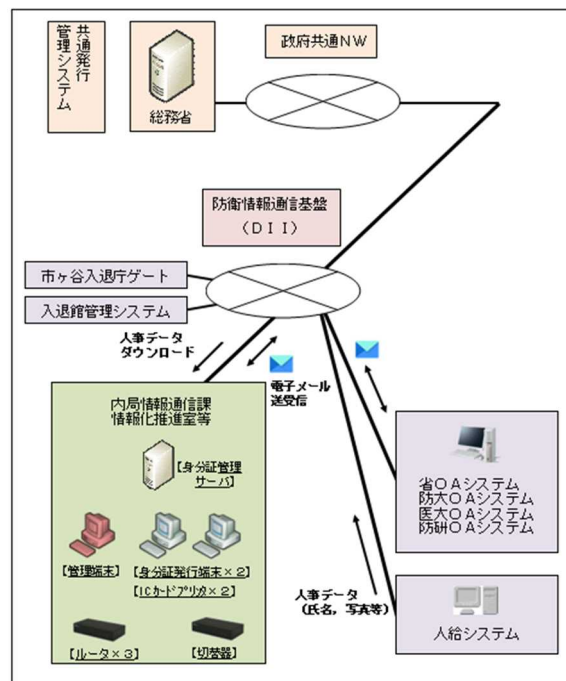 共通発行
管理システム
総務省
政府共通NW
防衛情報通信基盤
（ＤＩＩ）
市ヶ谷入退庁ゲート
入退館管理システム
人事データ
ダウンロード
電子メール
送受信
内局情報通信課
情報化推進室等
【身分証管理
サーバ】
【管理端末】
【身分証発行端末×２】
【ICカードプリンタ×２】
【ルータ×３】
【切替器】
省ＯＡシステム
防大ＯＡシステム
医大ＯＡシステム
防研ＯＡシステム
人事データ
（氏名，写真等）
人給システム